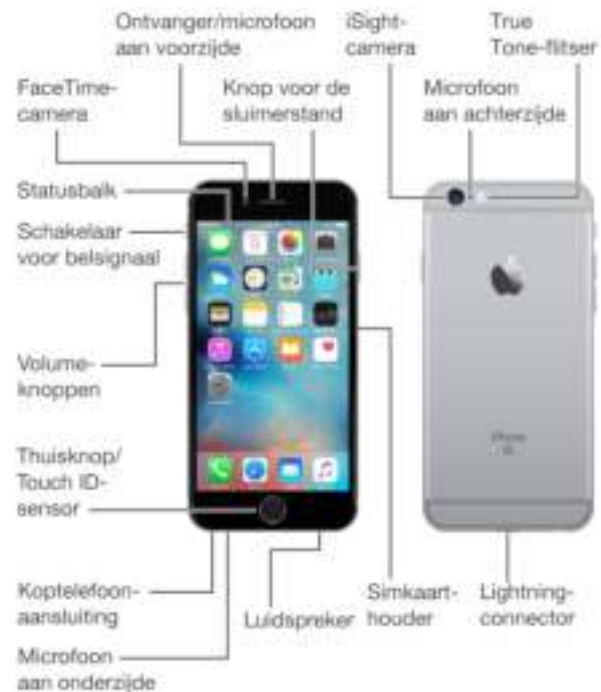 Ontvanger/microfoon
aan voorzijde
iSight-
camera
True
Tone-flitser
FaceTime-
camera
Knop voor de
sluimerstand
Microfoon
aan achterzijde
Statusbalk
Schakelaar
voor belsignaal
Volume-
knoppen
Thuisknop/
Touch ID-
sensor
iPhone
S
Koptelefoon-
aansluiting
Luidspreker
Simkaart-
houder
Lightning-
connector
Microfoon
aan onderzijde